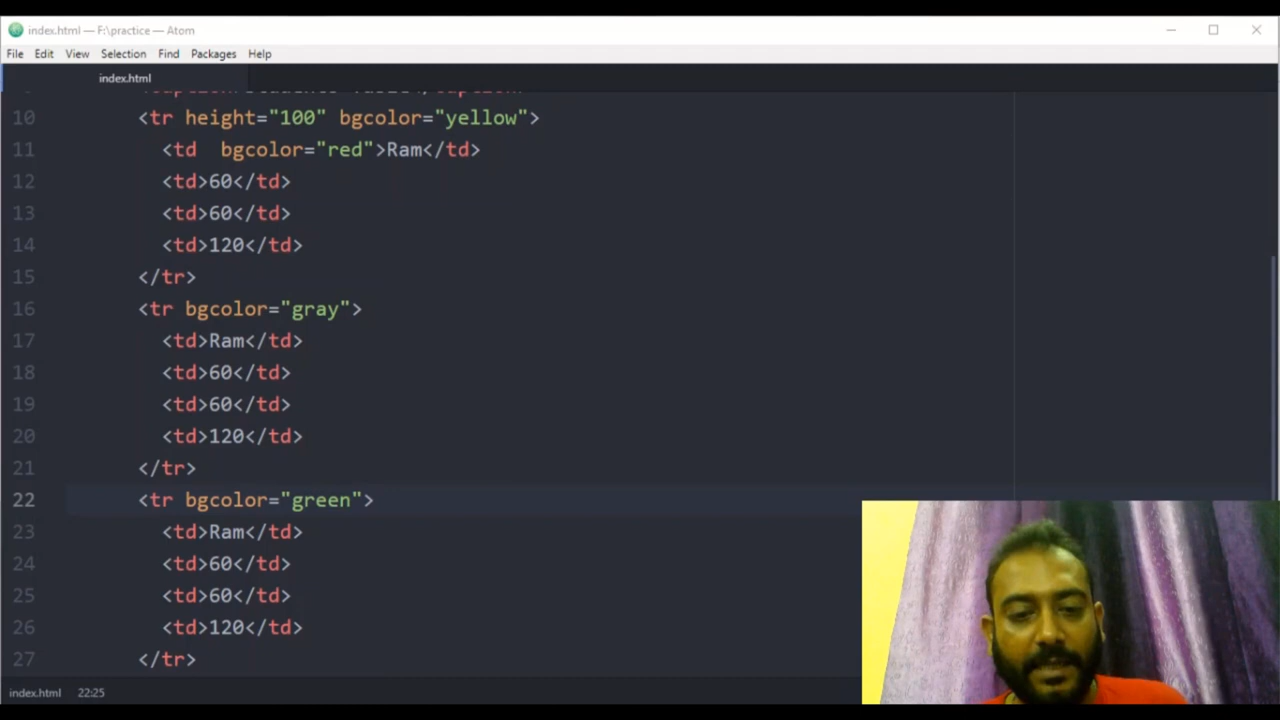 index.html — F:\practice — Atom
File Edit View Selection Find Packages Help
index.html
10 <tr height="100" bgcolor="yellow">
11 <td  bgcolor="red">Ram</td>
12 <td>60</td>
13 <td>60</td>
14 <td>120</td>
15 </tr>
16 <tr bgcolor="gray">
17 <td>Ram</td>
18 <td>60</td>
19 <td>60</td>
20 <td>120</td>
21 </tr>
22 <tr bgcolor="green">
23 <td>Ram</td>
24 <td>60</td>
25 <td>60</td>
26 <td>120</td>
27 </tr>
index.html 22:25